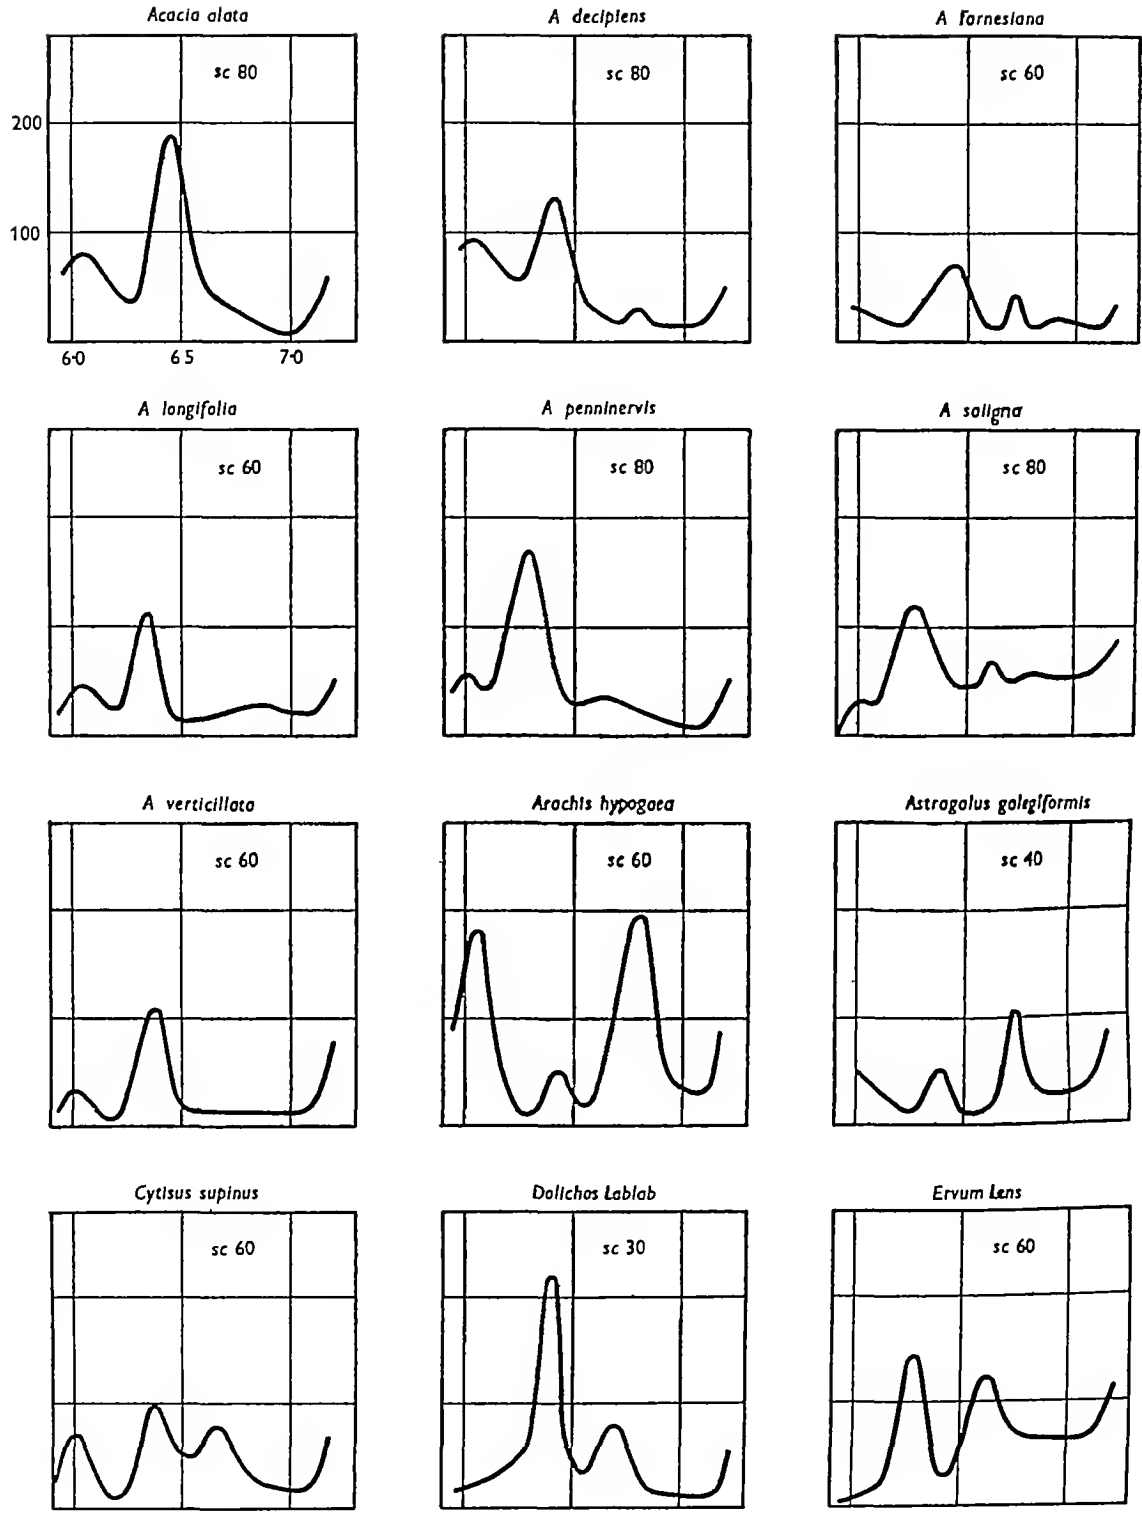 Acacia alata
A decipiens
A Farnesiana
sc 80
sc 80
sc 60
200
100
6·0 6 5 7·0
A longifolia
A penninervis
A saligna
sc 60
sc 80
sc 80
A verticillata
Arachis hypogaea
Astragalus galegiformis
sc 60
sc 60
sc 40
Cytisus supinus
Dolichos Lablab
Ervum Lens
sc 60
sc 30
sc 60